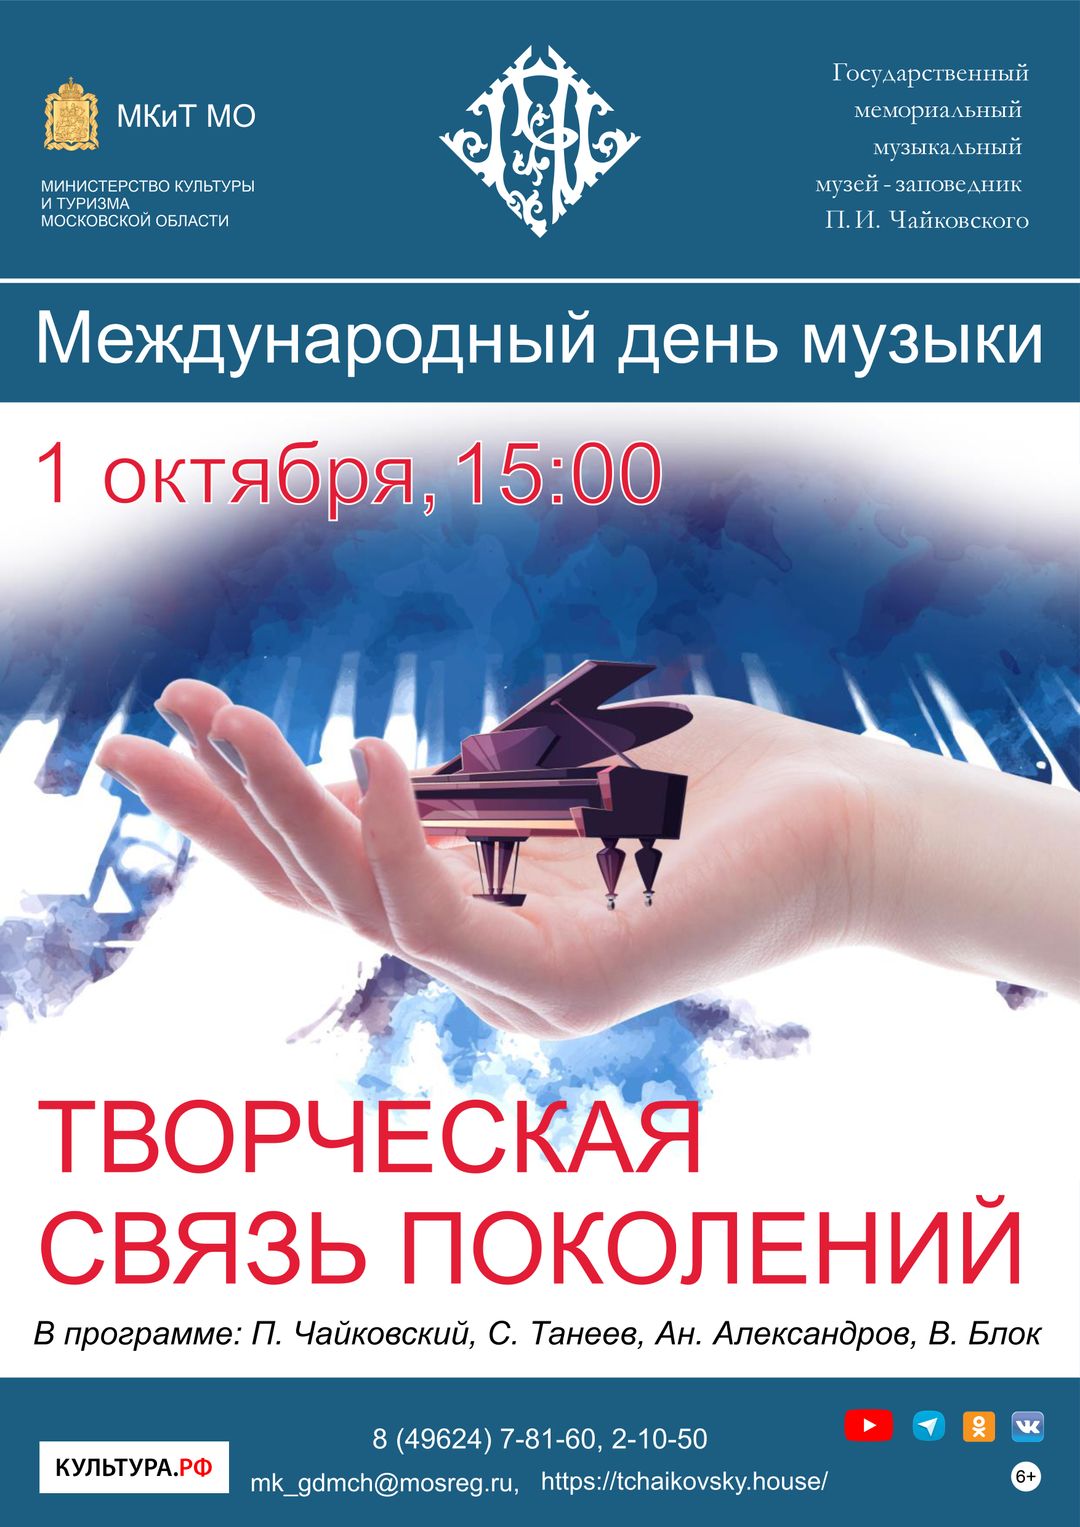 МКиТ МО
МИНИСТЕРСТВО КУЛЬТУРЫ
И ТУРИЗМА
МОСКОВСКОЙ ОБЛАСТИ
Государственный
мемориальный
музыкальный
музей - заповедник
П. И. Чайковского
Международный день музыки
1 октября, 15:00
ТВОРЧЕСКАЯ
СВЯЗЬ ПОКОЛЕНИЙ
В программе: П. Чайковский, С. Танеев, Ан. Александров, В. Блок
КУЛЬТУРА.РФ
8 (49624) 7-81-60, 2-10-50
mk_gdmch@mosreg.ru, https://tchaikovsky.house/
6+